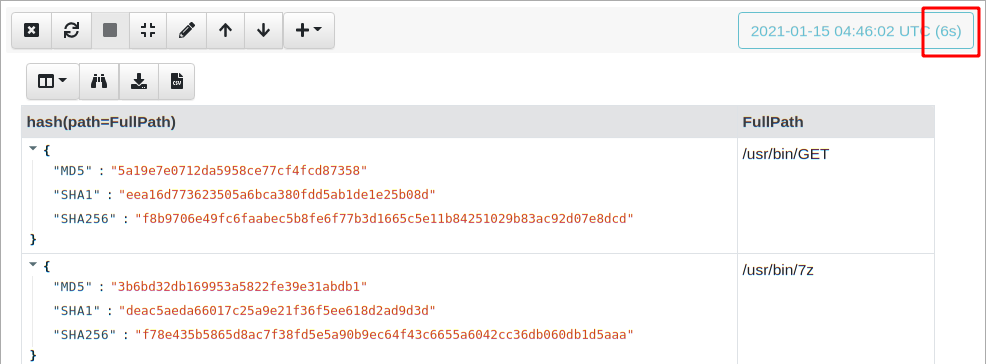 2021-01-15 04:46:02 UTC (6s)
CSV
hash(path=FullPath) FullPath
{ /usr/bin/GET
"MD5" : "5a19e7e0712da5958ce77cf4fcd87358"
"SHA1" : "eea16d773623505a6bca380fdd5ab1de1e25b08d"
"SHA256" : "f8b9706e49fc6faabec5b8fe6f77b3d1665c5e11b84251029b83ac92d07e8dcd"
}
{ /usr/bin/7z
"MD5" : "3b6bd32db169953a5822fe39e31abdb1"
"SHA1" : "deac5aeda66017c25a9e21f36f5ee618d2ad9d3d"
"SHA256" : "f78e435b5865d8ac7f38fd5e5a90b9ec64f43c6655a6042cc36db060db1d5aaa"
}